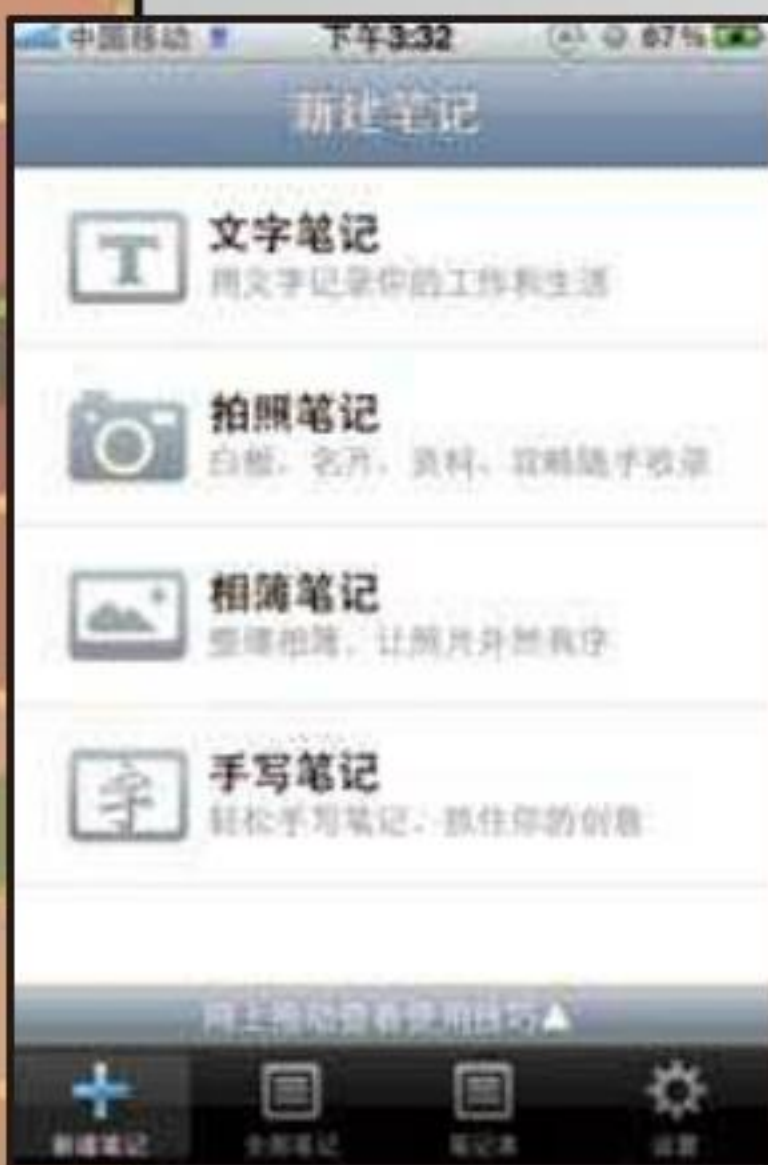 中国移动 下午3:32 87%
新建笔记
文字笔记
用文字记录你的工作和生活
拍照笔记
白板、名片、资料、攻略随手收录
相簿笔记
整理相簿，让照片井然有序
手写笔记
字
轻松手写笔记，抓住你的创意
向上拖动查看使用技巧▲
新建笔记 全部笔记 笔记本 设置